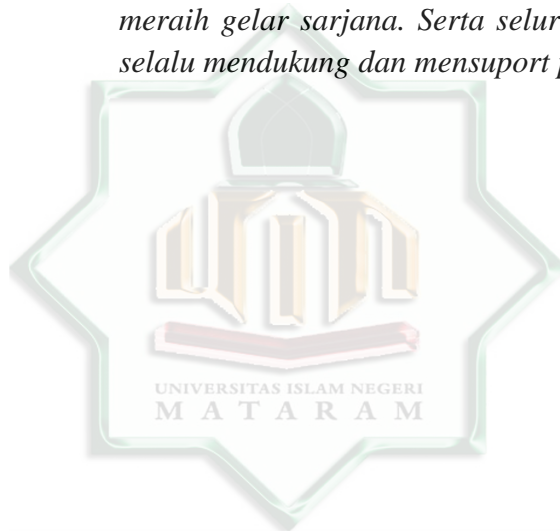 meraih gelar sarjana. Serta selur
selalu mendukung dan mensuport p
UNIVERSITAS ISLAM NEGERI
MATARAM